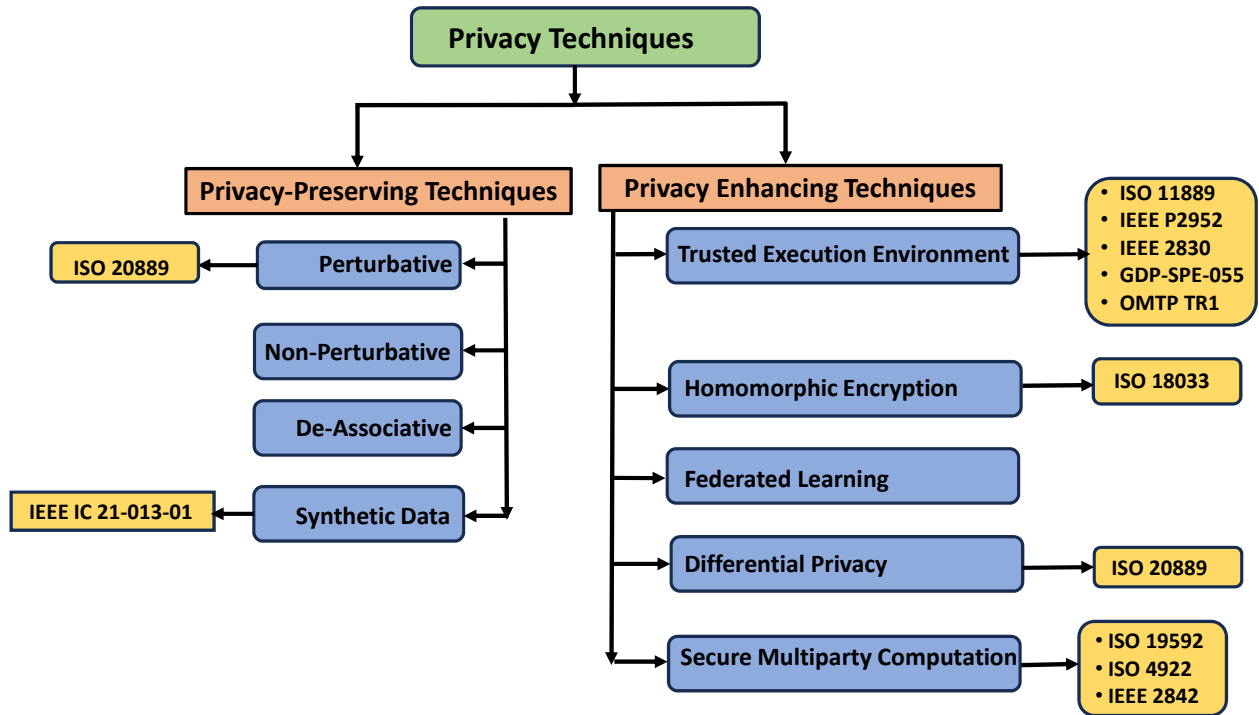 Privacy Techniques
Privacy-Preserving Techniques
Perturbative
ISO 20889
Non-Perturbative
De-Associative
Synthetic Data
IEEE IC 21-013-01
Privacy Enhancing Techniques
Trusted Execution Environment
• ISO 11889
• IEEE P2952
• IEEE 2830
• GDP-SPE-055
• OMTP TR1
Homomorphic Encryption
ISO 18033
Federated Learning
Differential Privacy
ISO 20889
Secure Multiparty Computation
• ISO 19592
• ISO 4922
• IEEE 2842